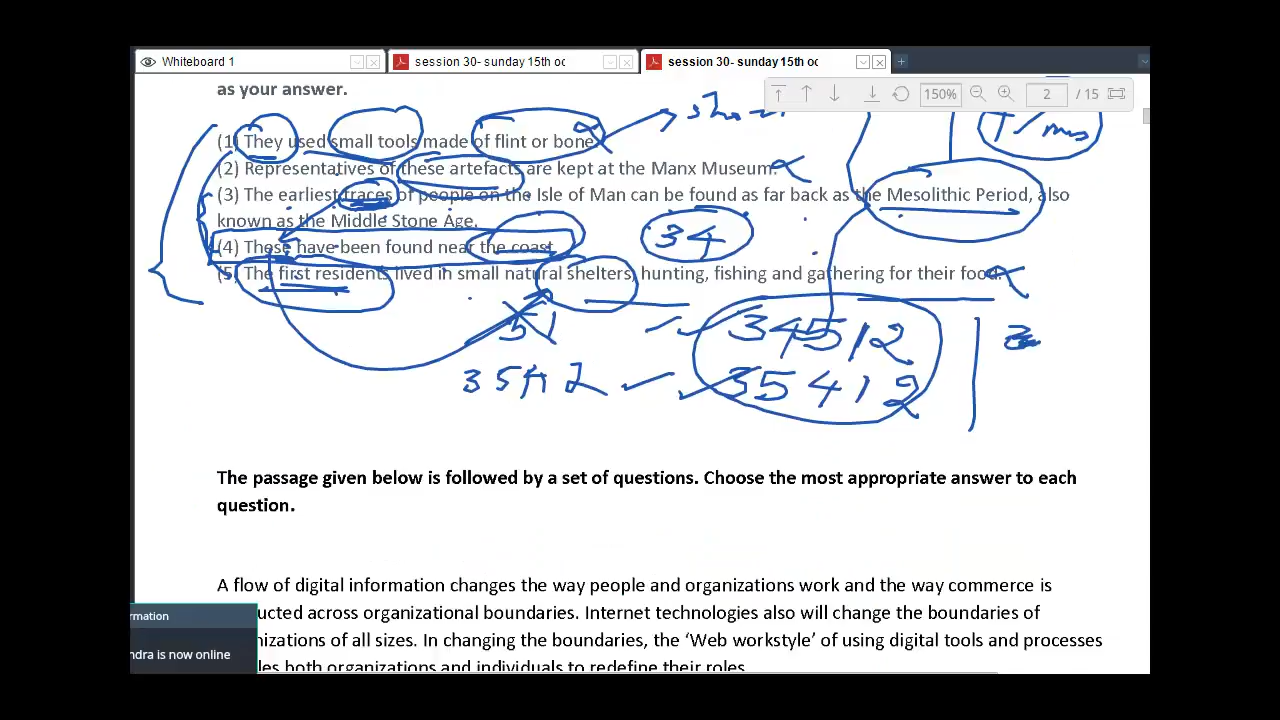 Whiteboard 1
session 30- sunday 15th oc
session 30- sunday 15th oc
150%
2 / 15
as your answer.
(1) They used small tools made of flint or bone.
(2) Representatives of these artefacts are kept at the Manx Museum.
(3) The earliest traces of people on the Isle of Man can be found as far back as the Mesolithic Period, also
known as the Middle Stone Age.
(4) These have been found near the coast.
34
(5) The first residents lived in small natural shelters, hunting, fishing and gathering for their food.
51
34512
35412
The passage given below is followed by a set of questions. Choose the most appropriate answer to each
question.
A flow of digital information changes the way people and organizations work and the way commerce is
ucted across organizational boundaries. Internet technologies also will change the boundaries of
nizations of all sizes. In changing the boundaries, the ‘Web workstyle’ of using digital tools and processes
les both organizations and individuals to redefine their roles.
rmation
ndra is now online